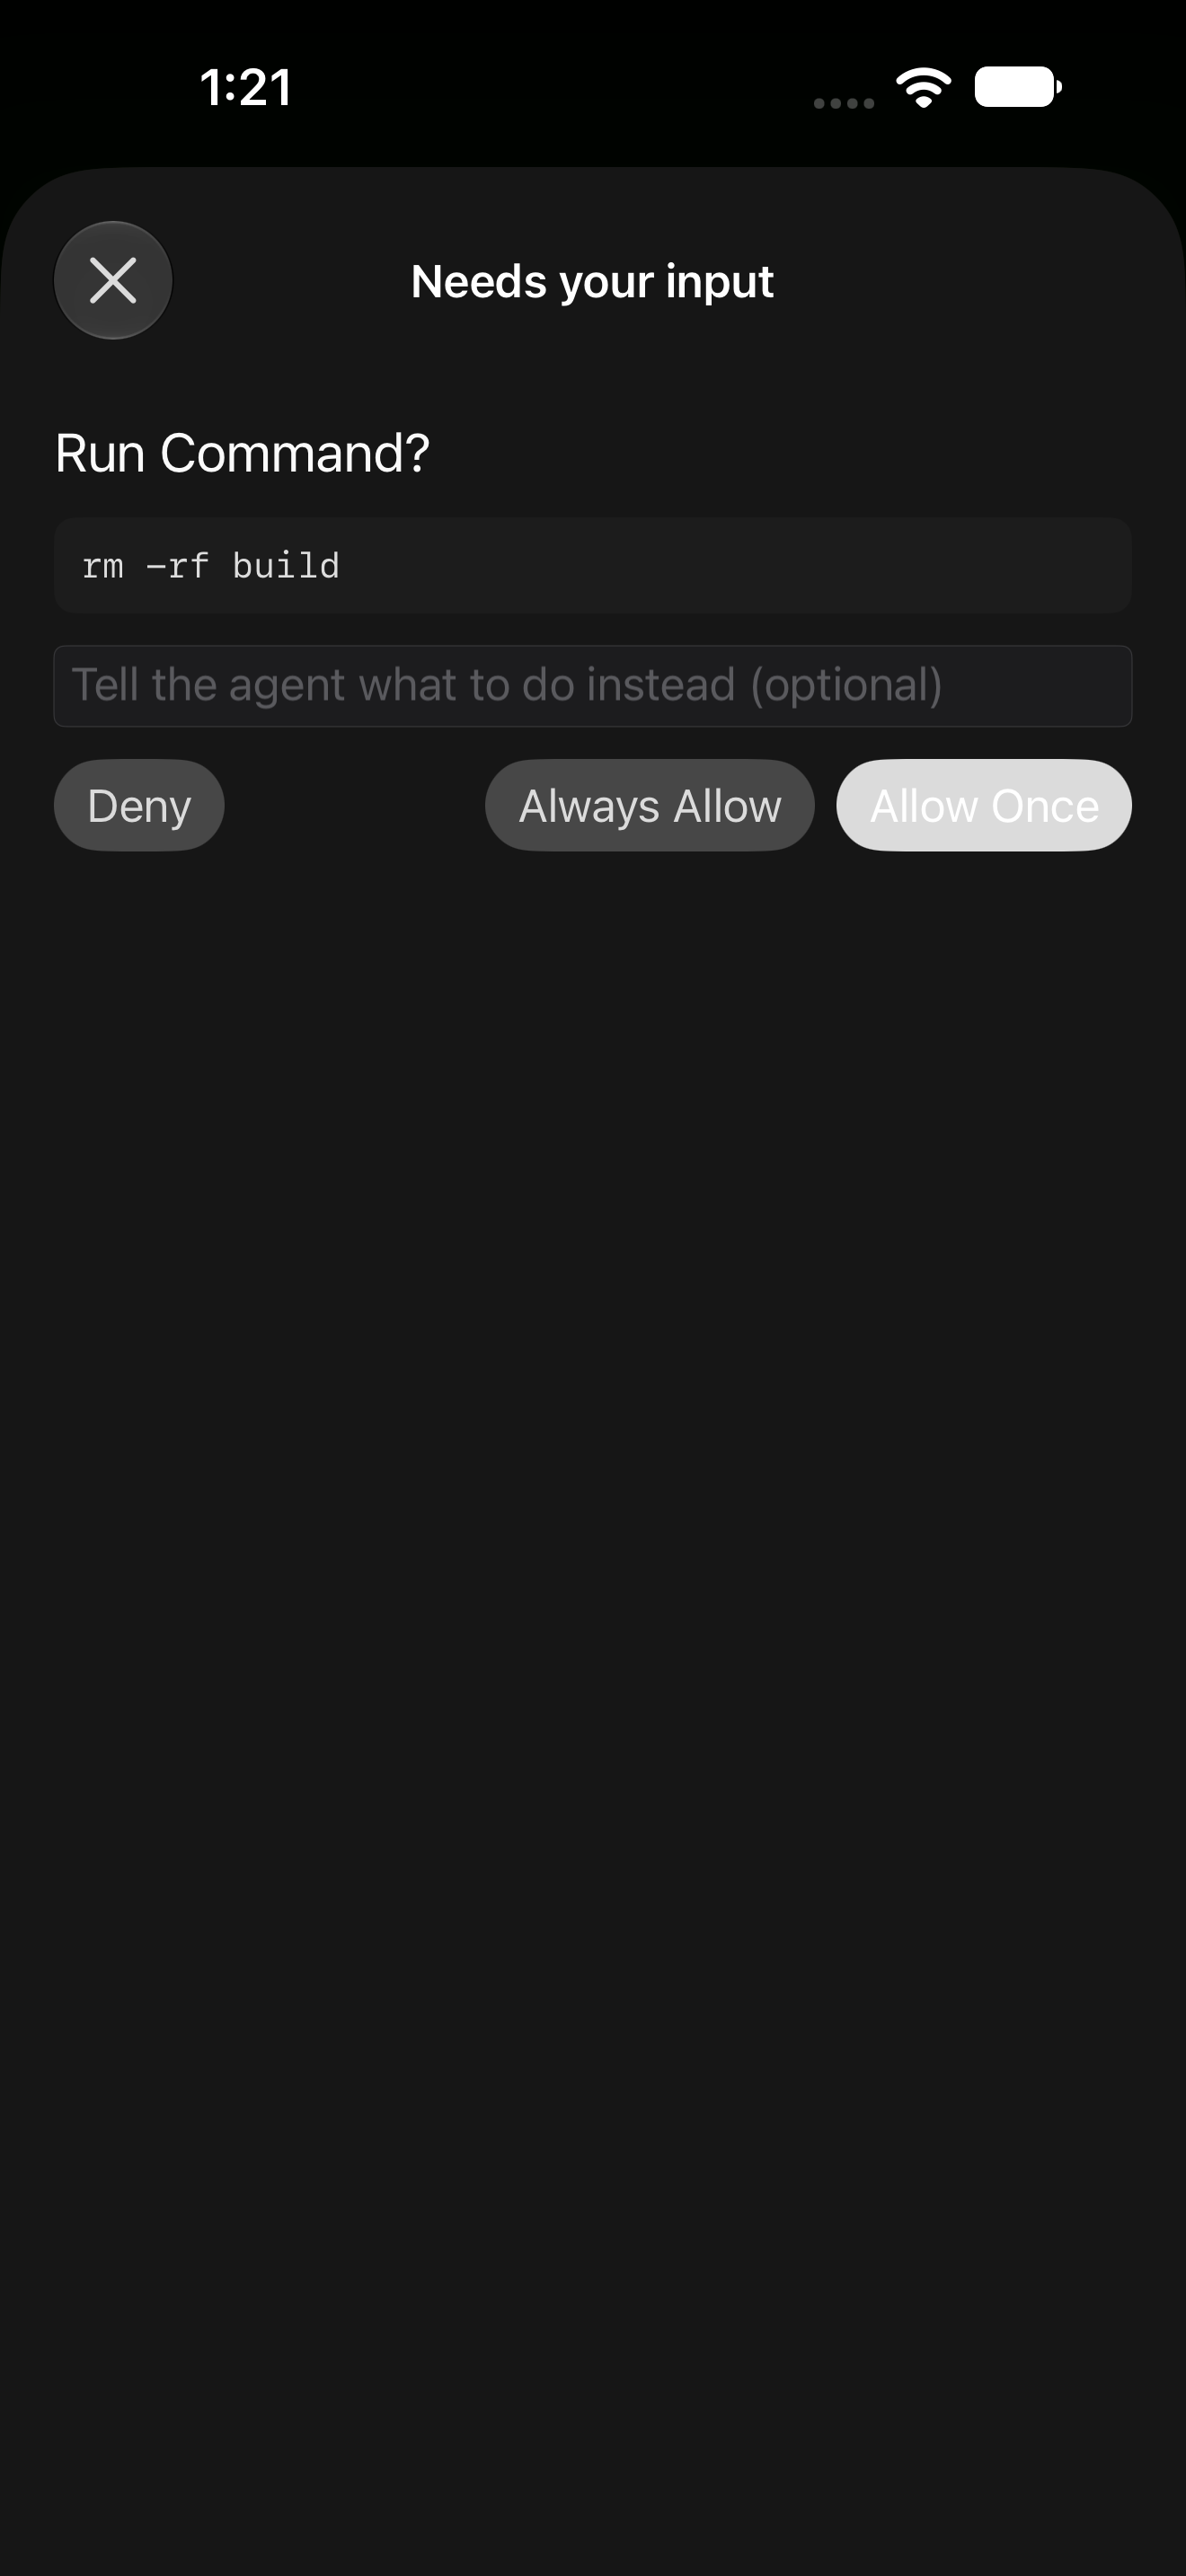 1:21
Needs your input
Run Command?
rm -rf build
Tell the agent what to do instead (optional)
Deny
Always Allow
Allow Once